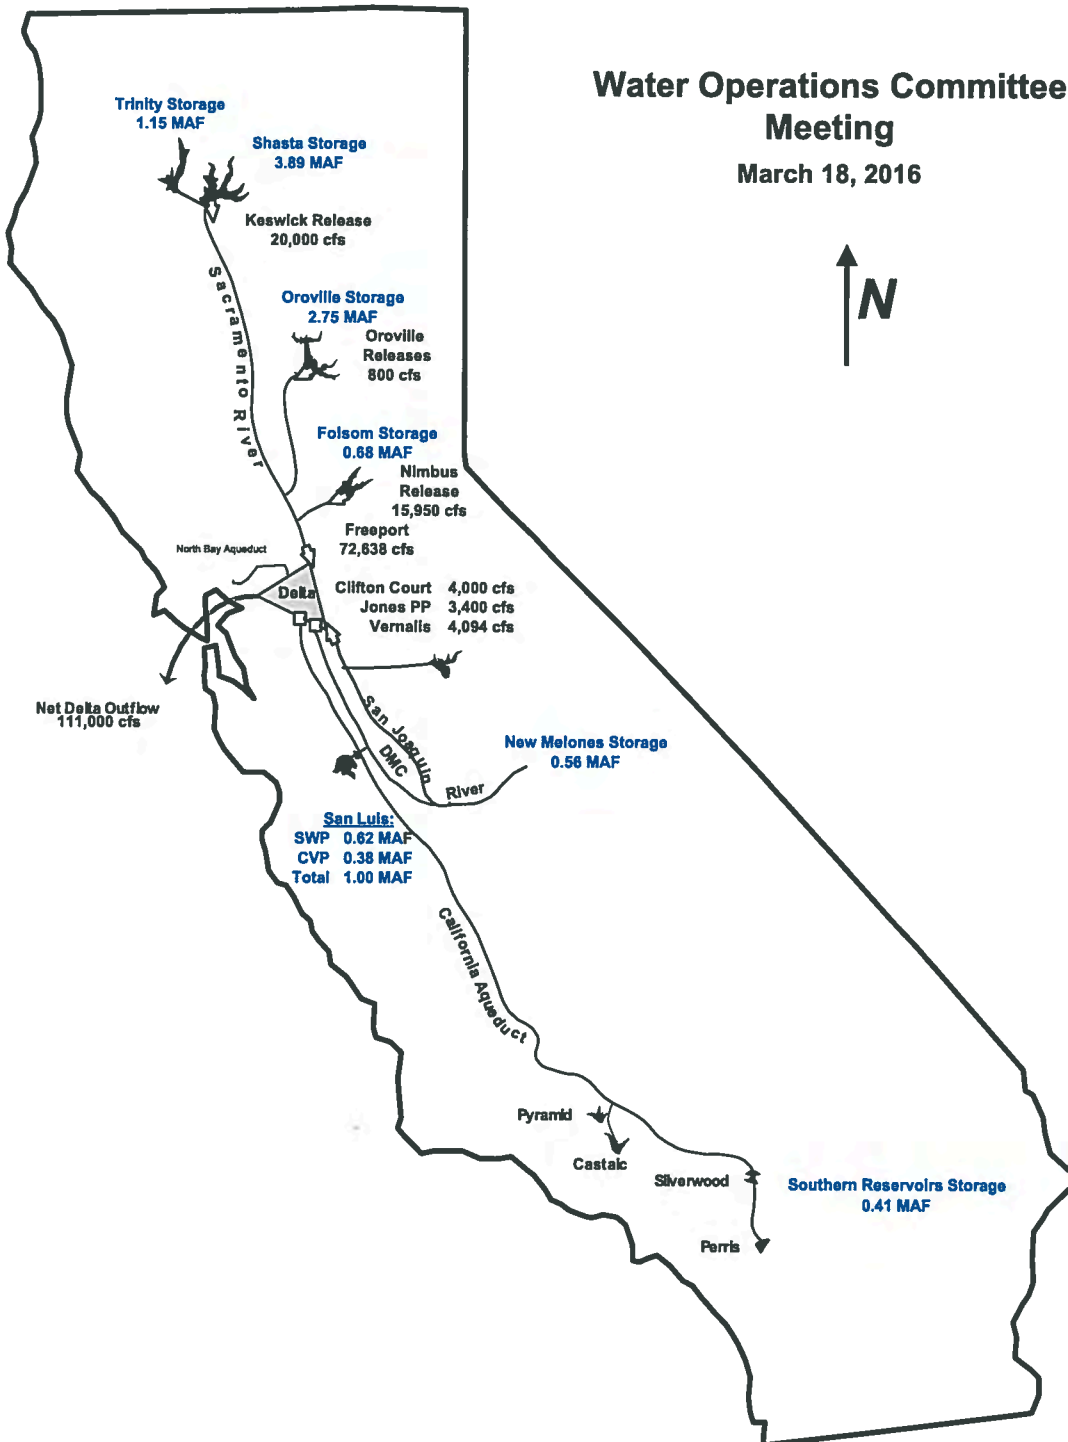 Water Operations Committee
Meeting
March 18, 2016
N
Trinity Storage
1.15 MAF
Shasta Storage
3.89 MAF
Keswick Release
20,000 cfs
Sacramento River
Oroville Storage
2.75 MAF
Oroville
Releases
800 cfs
Folsom Storage
0.68 MAF
Nimbus
Release
15,950 cfs
Freeport
72,638 cfs
North Bay Aqueduct
Delta
Clifton Court 4,000 cfs
Jones PP 3,400 cfs
Vernalis 4,094 cfs
Net Delta Outflow
111,000 cfs
San Joaquin
River
DMC
New Melones Storage
0.56 MAF
San Luis:
SWP 0.62 MAF
CVP 0.38 MAF
Total 1.00 MAF
California Aqueduct
Pyramid
Castaic
Silverwood
Southern Reservoirs Storage
0.41 MAF
Perris